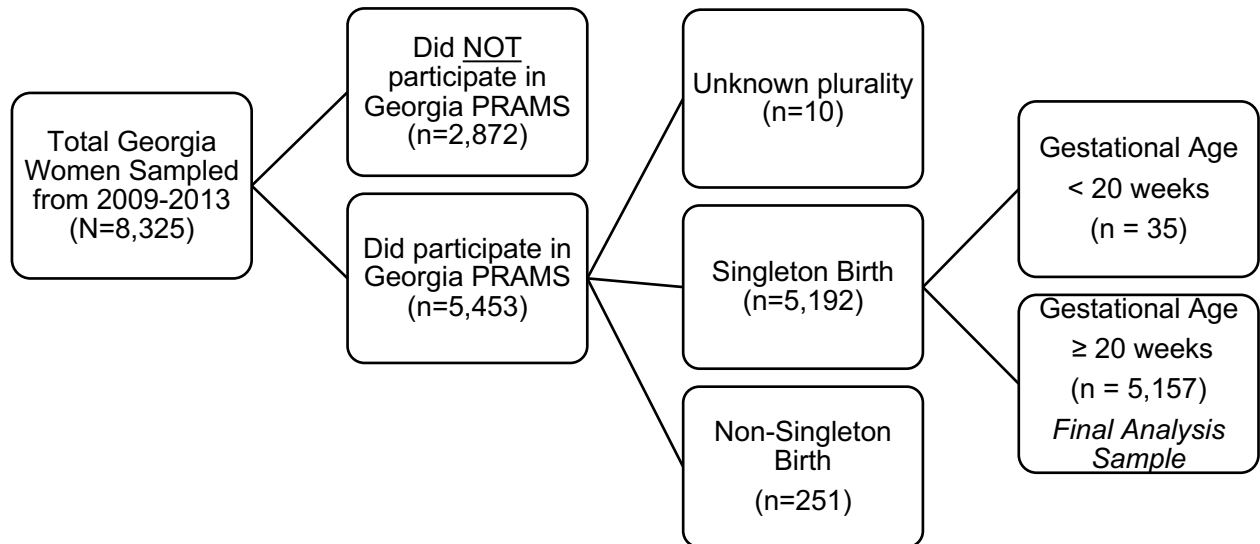 Total Georgia
Women Sampled
from 2009-2013
(N=8,325)
Did NOT
participate in
Georgia PRAMS
(n=2,872)
Did participate in
Georgia PRAMS
(n=5,453)
Unknown plurality
(n=10)
Singleton Birth
(n=5,192)
Non-Singleton
Birth
(n=251)
Gestational Age
< 20 weeks
(n = 35)
Gestational Age
≥ 20 weeks
(n = 5,157)
Final Analysis
Sample